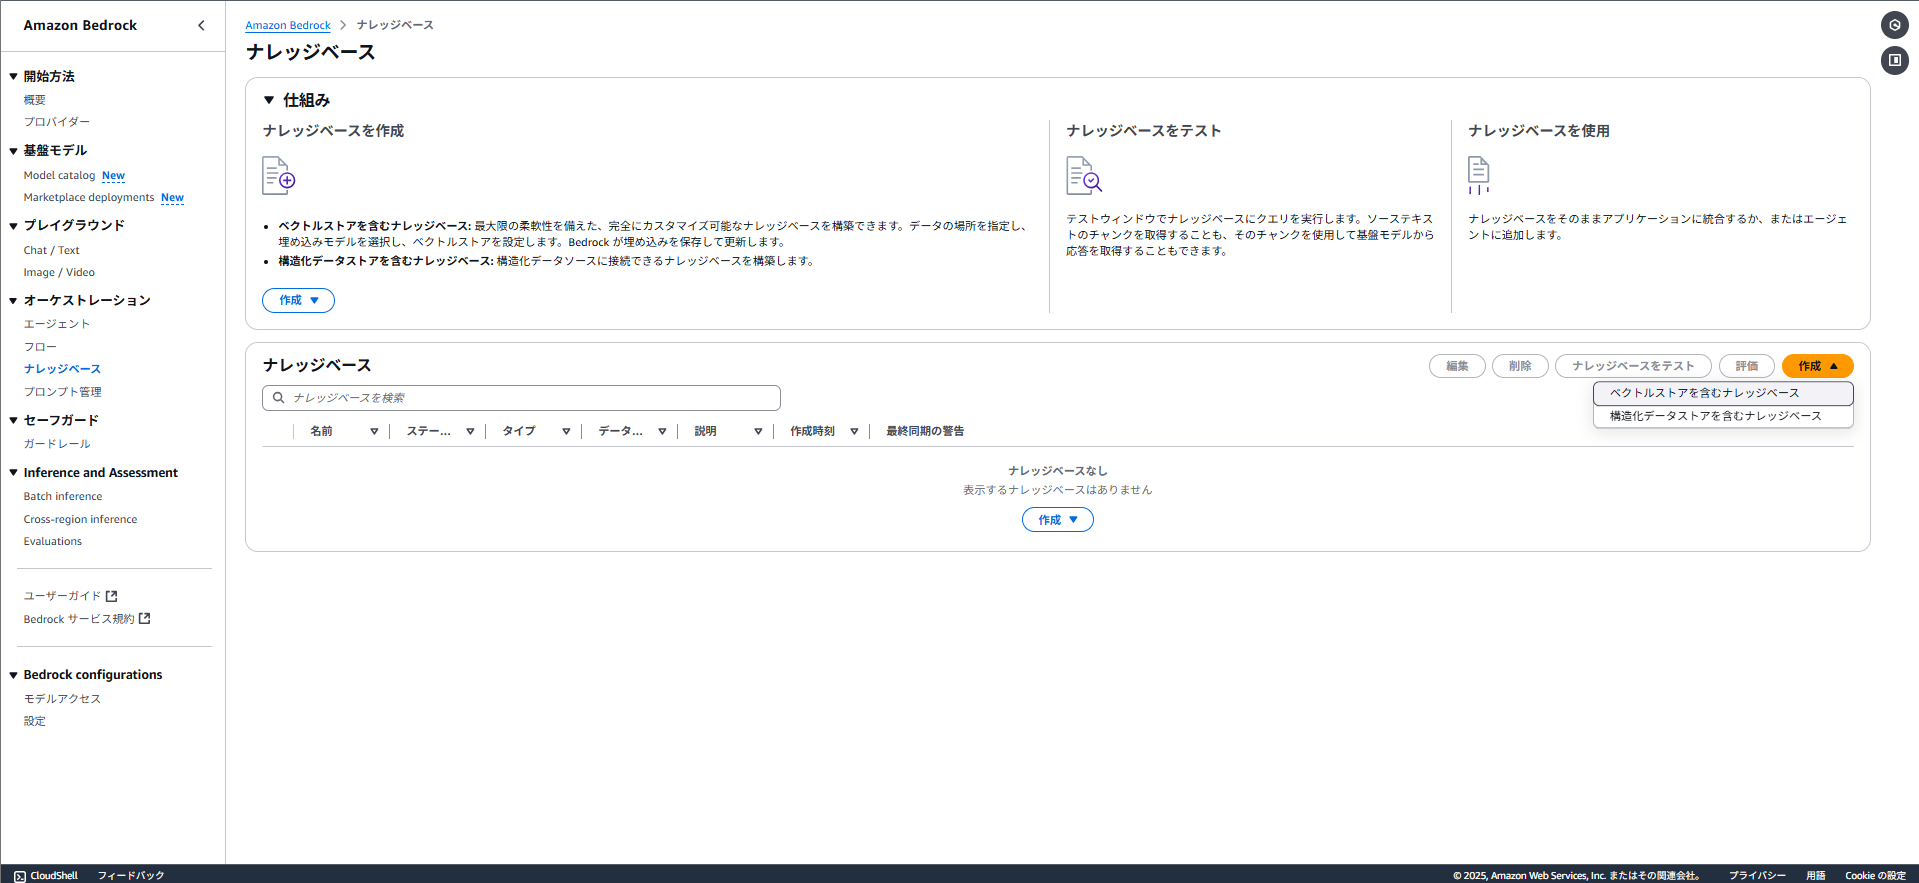 Amazon Bedrock
開始方法
概要
プロバイダー
基盤モデル
Model catalog New
Marketplace deployments New
プレイグラウンド
Chat / Text
Image / Video
オーケストレーション
エージェント
フロー
ナレッジベース
プロンプト管理
セーフガード
ガードレール
Inference and Assessment
Batch inference
Cross-region inference
Evaluations
ユーザーガイド
Bedrock サービス規約
Bedrock configurations
モデルアクセス
設定
Amazon Bedrock > ナレッジベース
ナレッジベース
仕組み
ナレッジベースを作成
• ベクトルストアを含むナレッジベース: 最大限の柔軟性を備えた、完全にカスタマイズ可能なナレッジベースを構築できます。データの場所を指定し、
埋め込みモデルを選択し、ベクトルストアを設定します。Bedrock が埋め込みを保存して更新します。
• 構造化データストアを含むナレッジベース: 構造化データソースに接続できるナレッジベースを構築します。
作成
ナレッジベースをテスト
テストウィンドウでナレッジベースにクエリを実行します。ソーステキス
トのチャンクを取得することも、そのチャンクを使用して基盤モデルから
応答を取得することもできます。
ナレッジベースを使用
ナレッジベースをそのままアプリケーションに統合するか、またはエージェ
ントに追加します。
ナレッジベース
編集 削除 ナレッジベースをテスト 評価 作成
ベクトルストアを含むナレッジベース
構造化データストアを含むナレッジベース
ナレッジベースを検索
名前 ステー... タイプ データ... 説明 作成時刻 最終同期の警告
ナレッジベースなし
表示するナレッジベースはありません
作成
CloudShell フィードバック © 2025, Amazon Web Services, Inc. またはその関連会社。 プライバシー 用語 Cookie の設定